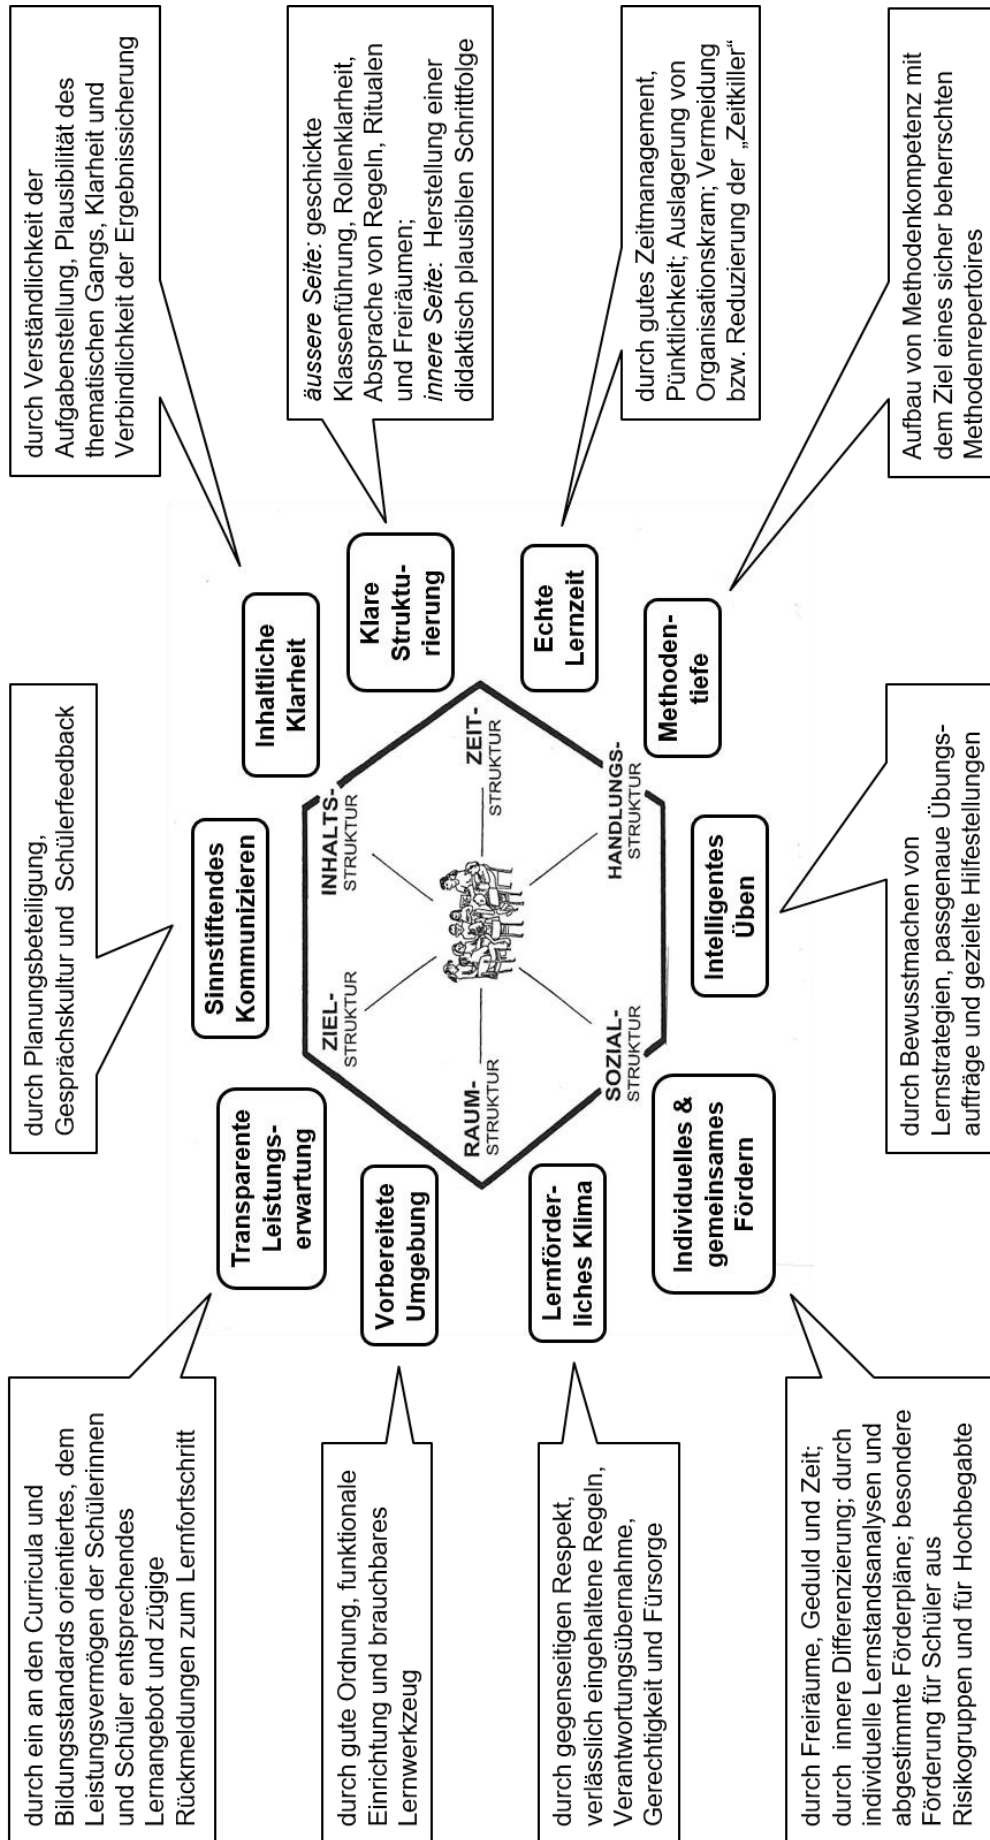 durch ein an den Curricula und
Bildungsstandards orientiertes, dem
Leistungsvermögen der Schülerinnen
und Schüler entsprechendes
Lernangebot und zügige
Rückmeldungen zum Lernfortschritt
durch Planungsbeteiligung,
Gesprächskultur und Schülerfeedback
durch Verständlichkeit der
Aufgabenstellung, Plausibilität des
thematischen Gangs, Klarheit und
Verbindlichkeit der Ergebnissicherung
Transparente
Leistungs-
erwartung
Sinnstiftendes
Kommunizieren
Inhaltliche
Klarheit
durch gute Ordnung, funktionale
Einrichtung und brauchbares
Lernwerkzeug
Vorbereitete
Umgebung
Klare
Struktu-
rierung
äussere Seite: geschickte
Klassenführung, Rollenklarheit,
Absprache von Regeln, Ritualen
und Freiräumen;
innere Seite: Herstellung einer
didaktisch plausiblen Schrittfolge
ZIEL-
STRUKTUR
INHALTS-
STRUKTUR
RAUM-
STRUKTUR
ZEIT-
STRUKTUR
SOZIAL-
STRUKTUR
HANDLUNGS-
STRUKTUR
durch gegenseitigen Respekt,
verlässlich eingehaltene Regeln,
Verantwortungsübernahme,
Gerechtigkeit und Fürsorge
Lernförder-
liches Klima
Echte
Lernzeit
durch gutes Zeitmanagement,
Pünktlichkeit; Auslagerung von
Organisationskram; Vermeidung
bzw. Reduzierung der „Zeitkiller“
Individuelles &
gemeinsames
Fördern
Intelligentes
Üben
Methoden-
tiefe
durch Freiräume, Geduld und Zeit;
durch innere Differenzierung; durch
individuelle Lernstandsanalysen und
abgestimmte Förderpläne; besondere
Förderung für Schüler aus
Risikogruppen und für Hochbegabte
durch Bewusstmachen von
Lernstrategien, passgenaue Übungs-
aufträge und gezielte Hilfestellungen
Aufbau von Methodenkompetenz mit
dem Ziel eines sicher beherrschten
Methodenrepertoires